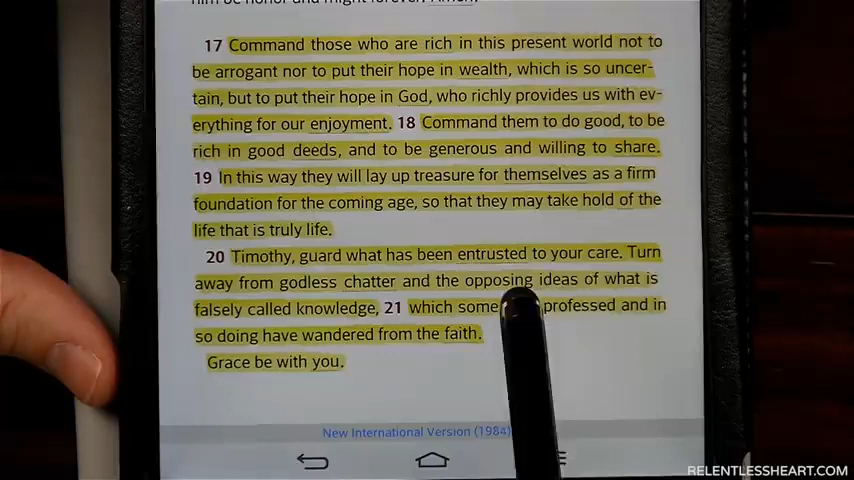 him be honor and might forever. Amen.
17 Command those who are rich in this present world not to
be arrogant nor to put their hope in wealth, which is so uncer-
tain, but to put their hope in God, who richly provides us with ev-
erything for our enjoyment. 18 Command them to do good, to be
rich in good deeds, and to be generous and willing to share.
19 In this way they will lay up treasure for themselves as a firm
foundation for the coming age, so that they may take hold of the
life that is truly life.
20 Timothy, guard what has been entrusted to your care. Turn
away from godless chatter and the opposing ideas of what is
falsely called knowledge, 21 which some professed and in
so doing have wandered from the faith.
Grace be with you.
New International Version (1984)
RELENTLESSHEART.COM